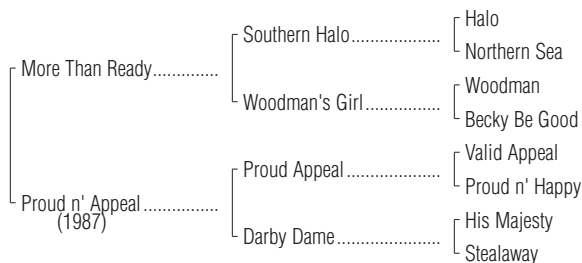 Halo
Southern Halo....................
Northern Sea
More Than Ready..............
Woodman
Woodman's Girl.................
Becky Be Good
Valid Appeal
Proud Appeal .....................
Proud n' Happy
Proud n' Appeal ................
(1987)
His Majesty
Darby Dame.......................
Stealaway